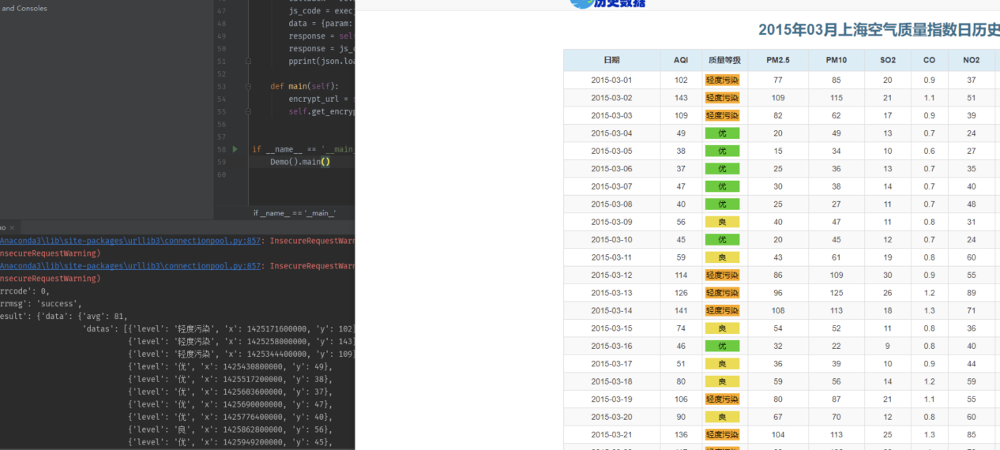 and Consoles
47 js_code = exec
48 data = {param:
49 response = sel
50 response = js_
51 pprint(json.loa
52
53 def main(self):
54 encrypt_url =
55 self.get_encryp
56
57
58 if __name__ == '__main_
59 Demo().main()
60
if __name__ == '__main__'
mo ×
Anaconda3\lib\site-packages\urllib3\connectionpool.py:857: InsecureRequestWarn
nsecureRequestWarning)
Anaconda3\lib\site-packages\urllib3\connectionpool.py:857: InsecureRequestWarn
nsecureRequestWarning)
rrcode': 0,
rrmsg': 'success',
esult': {'data': {'avg': 81,
'datas': [{'level': '轻度污染', 'x': 1425171600000, 'y': 102}
{'level': '轻度污染', 'x': 1425258000000, 'y': 143}
{'level': '轻度污染', 'x': 1425344400000, 'y': 109}
{'level': '优', 'x': 1425430800000, 'y': 49},
{'level': '优', 'x': 1425517200000, 'y': 38},
{'level': '优', 'x': 1425603600000, 'y': 37},
{'level': '优', 'x': 1425690000000, 'y': 47},
{'level': '优', 'x': 1425776400000, 'y': 40},
{'level': '良', 'x': 1425862800000, 'y': 56},
{'level': '优', 'x': 1425949200000, 'y': 45},
历史数据
2015年03月上海空气质量指数日历史
日期 AQI 质量等级 PM2.5 PM10 SO2 CO NO2
2015-03-01 102 轻度污染 77 85 20 0.9 37
2015-03-02 143 轻度污染 109 115 21 1.1 51
2015-03-03 109 轻度污染 82 62 17 0.9 39
2015-03-04 49 优 20 49 13 0.7 24
2015-03-05 38 优 15 34 10 0.6 27
2015-03-06 37 优 25 36 13 0.7 35
2015-03-07 47 优 30 38 14 0.7 40
2015-03-08 40 优 25 27 11 0.7 48
2015-03-09 56 良 40 47 11 0.8 31
2015-03-10 45 优 20 45 12 0.7 24
2015-03-11 59 良 43 61 19 0.8 60
2015-03-12 114 轻度污染 86 109 30 0.9 55
2015-03-13 126 轻度污染 96 125 26 1.2 89
2015-03-14 141 轻度污染 108 113 18 1.3 71
2015-03-15 74 良 54 52 11 0.8 36
2015-03-16 46 优 32 22 9 0.8 40
2015-03-17 51 良 36 39 10 0.9 44
2015-03-18 80 良 59 56 14 1.2 59
2015-03-19 106 轻度污染 80 87 21 1.1 55
2015-03-20 90 良 67 70 12 0.8 60
2015-03-21 136 轻度污染 104 113 25 1.3 85